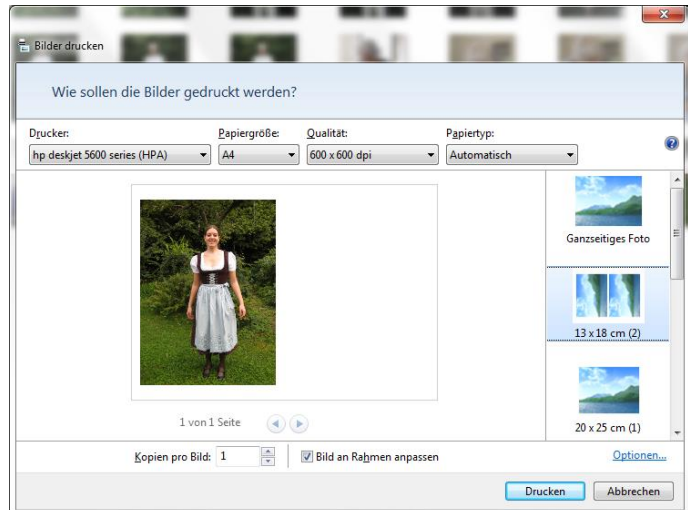 Bilder drucken
Wie sollen die Bilder gedruckt werden?
Drucker: Papiergröße: Qualität: Papiertyp:
hp deskjet 5600 series (HPA) A4 600 x 600 dpi Automatisch
Ganzseitiges Foto
13 x 18 cm (2)
20 x 25 cm (1)
1 von 1 Seite
Kopien pro Bild: 1 Bild an Rahmen anpassen Optionen...
Drucken Abbrechen